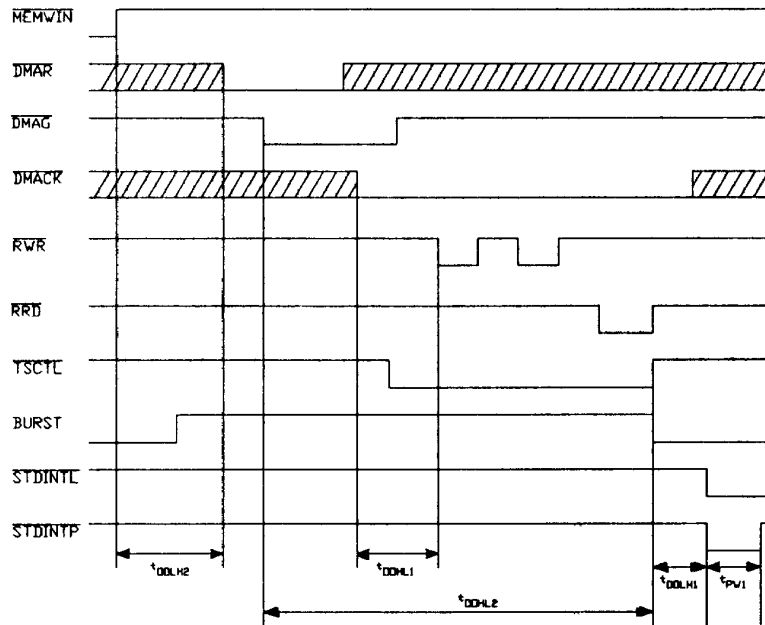 MEMWIN
DMAR
DMAG
DMACK
RWR
RRD
TSCTL
BURST
STDINTL
STDINTP
tDDLH2
tDDHL1
tDDLH1
tPW1
tDDHL2